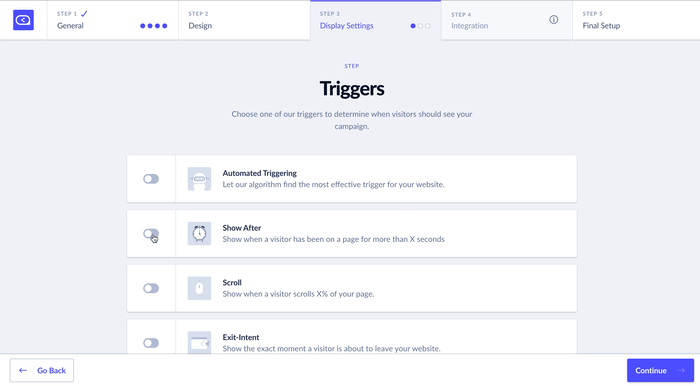 STEP 1
General
STEP 2
Design
STEP 3
Display Settings
STEP 4
Integration
STEP 5
Final Setup
STEP
Triggers
Choose one of our triggers to determine when visitors should see your
campaign.
Automated Triggering
Let our algorithm find the most effective trigger for your website.
Show After
Show when a visitor has been on a page for more than X seconds
Scroll
Show when a visitor scrolls X% of your page.
Exit-Intent
Show the exact moment a visitor is about to leave your website.
Go Back
Continue